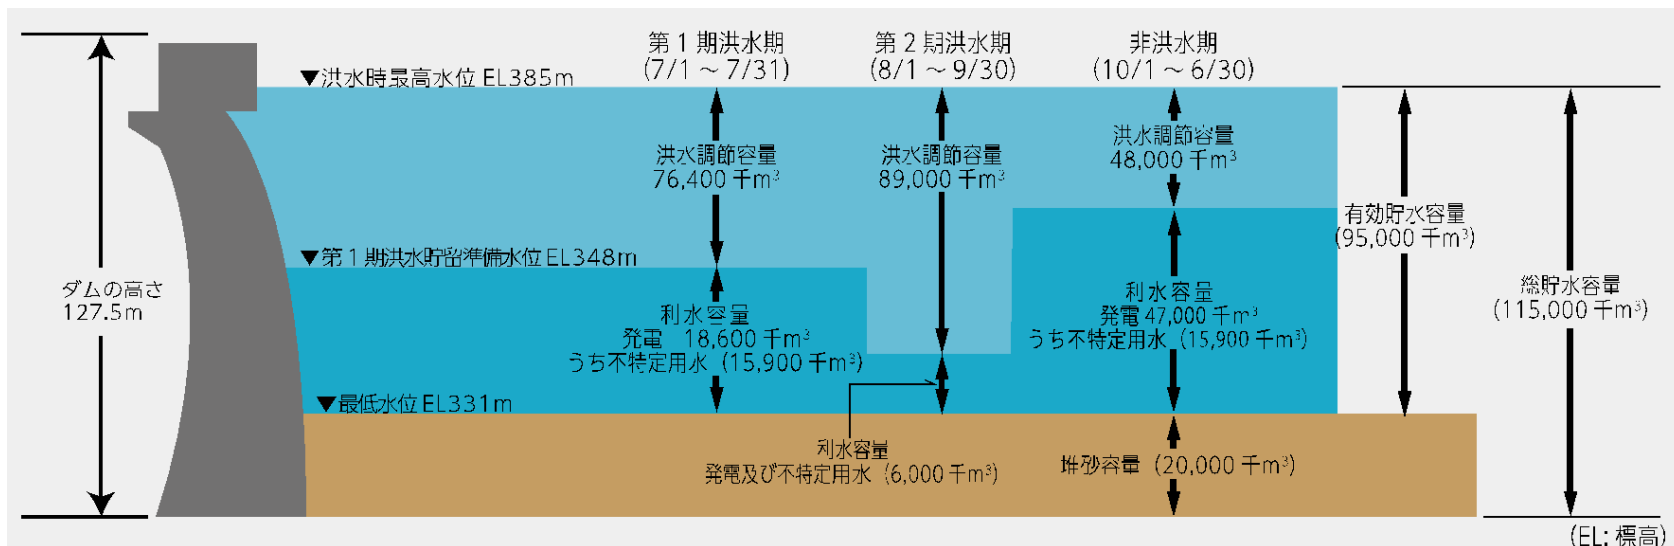 第1期洪水期
(7/1 ～ 7/31)
第2期洪水期
(8/1 ～ 9/30)
非洪水期
(10/1 ～ 6/30)
▼洪水時最高水位 EL385m
洪水調節容量
76,400 千m³
洪水調節容量
89,000 千m³
洪水調節容量
48,000 千m³
有効貯水容量
(95,000 千m³)
▼第1期洪水貯留準備水位 EL348m
ダムの高さ
127.5m
総貯水容量
(115,000 千m³)
利水容量
発電 18,600 千m³
うち不特定用水 (15,900 千m³)
利水容量
発電 47,000 千m³
うち不特定用水 (15,900 千m³)
▼最低水位 EL331m
利水容量
発電及び不特定用水 (6,000 千m³)
堆砂容量 (20,000 千m³)
(EL: 標高)